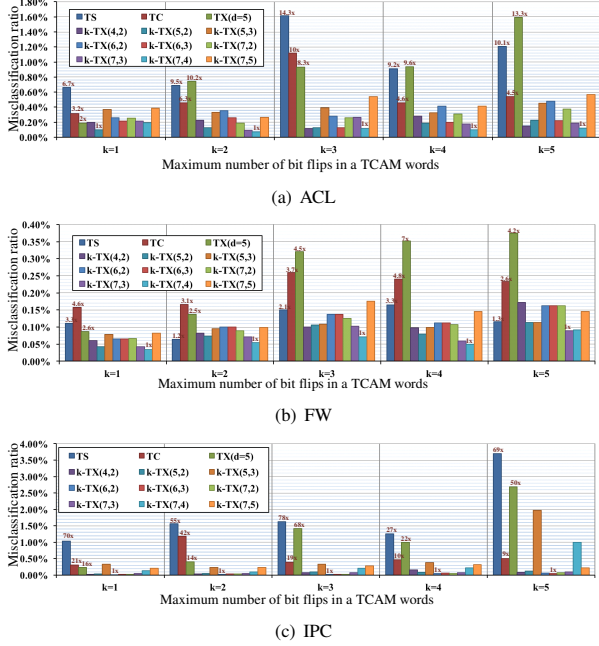 1.80%
1.60%
1.40%
1.20%
1.00%
0.80%
0.60%
0.40%
0.20%
0.00%
Misclassification ratio
TS TC TX(d=5)
k-TX(4,2) k-TX(5,2) k-TX(5,3)
k-TX(6,2) k-TX(6,3) k-TX(7,2)
k-TX(7,3) k-TX(7,4) k-TX(7,5)
6.7x 3.2x 2x 1x
9.5x 6.3x 10.2x 1x
14.3x 10x 8.3x 1x
9.2x 4.6x 9.6x 1x
10.1x 4.5x 13.3x 1x
k=1 k=2 k=3 k=4 k=5
Maximum number of bit flips in a TCAM words
(a) ACL
0.40%
0.35%
0.30%
0.25%
0.20%
0.15%
0.10%
0.05%
0.00%
Misclassification ratio
TS TC TX(d=5)
k-TX(4,2) k-TX(5,2) k-TX(5,3)
k-TX(6,2) k-TX(6,3) k-TX(7,2)
k-TX(7,3) k-TX(7,4) k-TX(7,5)
4.6x 2.6x 1x
1.2x 3.1x 2.5x 1x
3.7x 4.5x 1x
3.3x 4.8x 7x 1x
1.3x 2.6x 4.2x 1x
k=1 k=2 k=3 k=4 k=5
Maximum number of bit flips in a TCAM words
(b) FW
4.00%
3.50%
3.00%
2.50%
2.00%
1.50%
1.00%
0.50%
0.00%
Misclassification ratio
TS TC TX(d=5)
k-TX(4,2) k-TX(5,2) k-TX(5,3)
k-TX(6,2) k-TX(6,3) k-TX(7,2)
k-TX(7,3) k-TX(7,4) k-TX(7,5)
70x 21x 16x 1x
55x 42x 14x 1x
78x 19x 68x 1x
27x 10x 22x 1x
69x 9x 50x 1x
k=1 k=2 k=3 k=4 k=5
Maximum number of bit flips in a TCAM words
(c) IPC